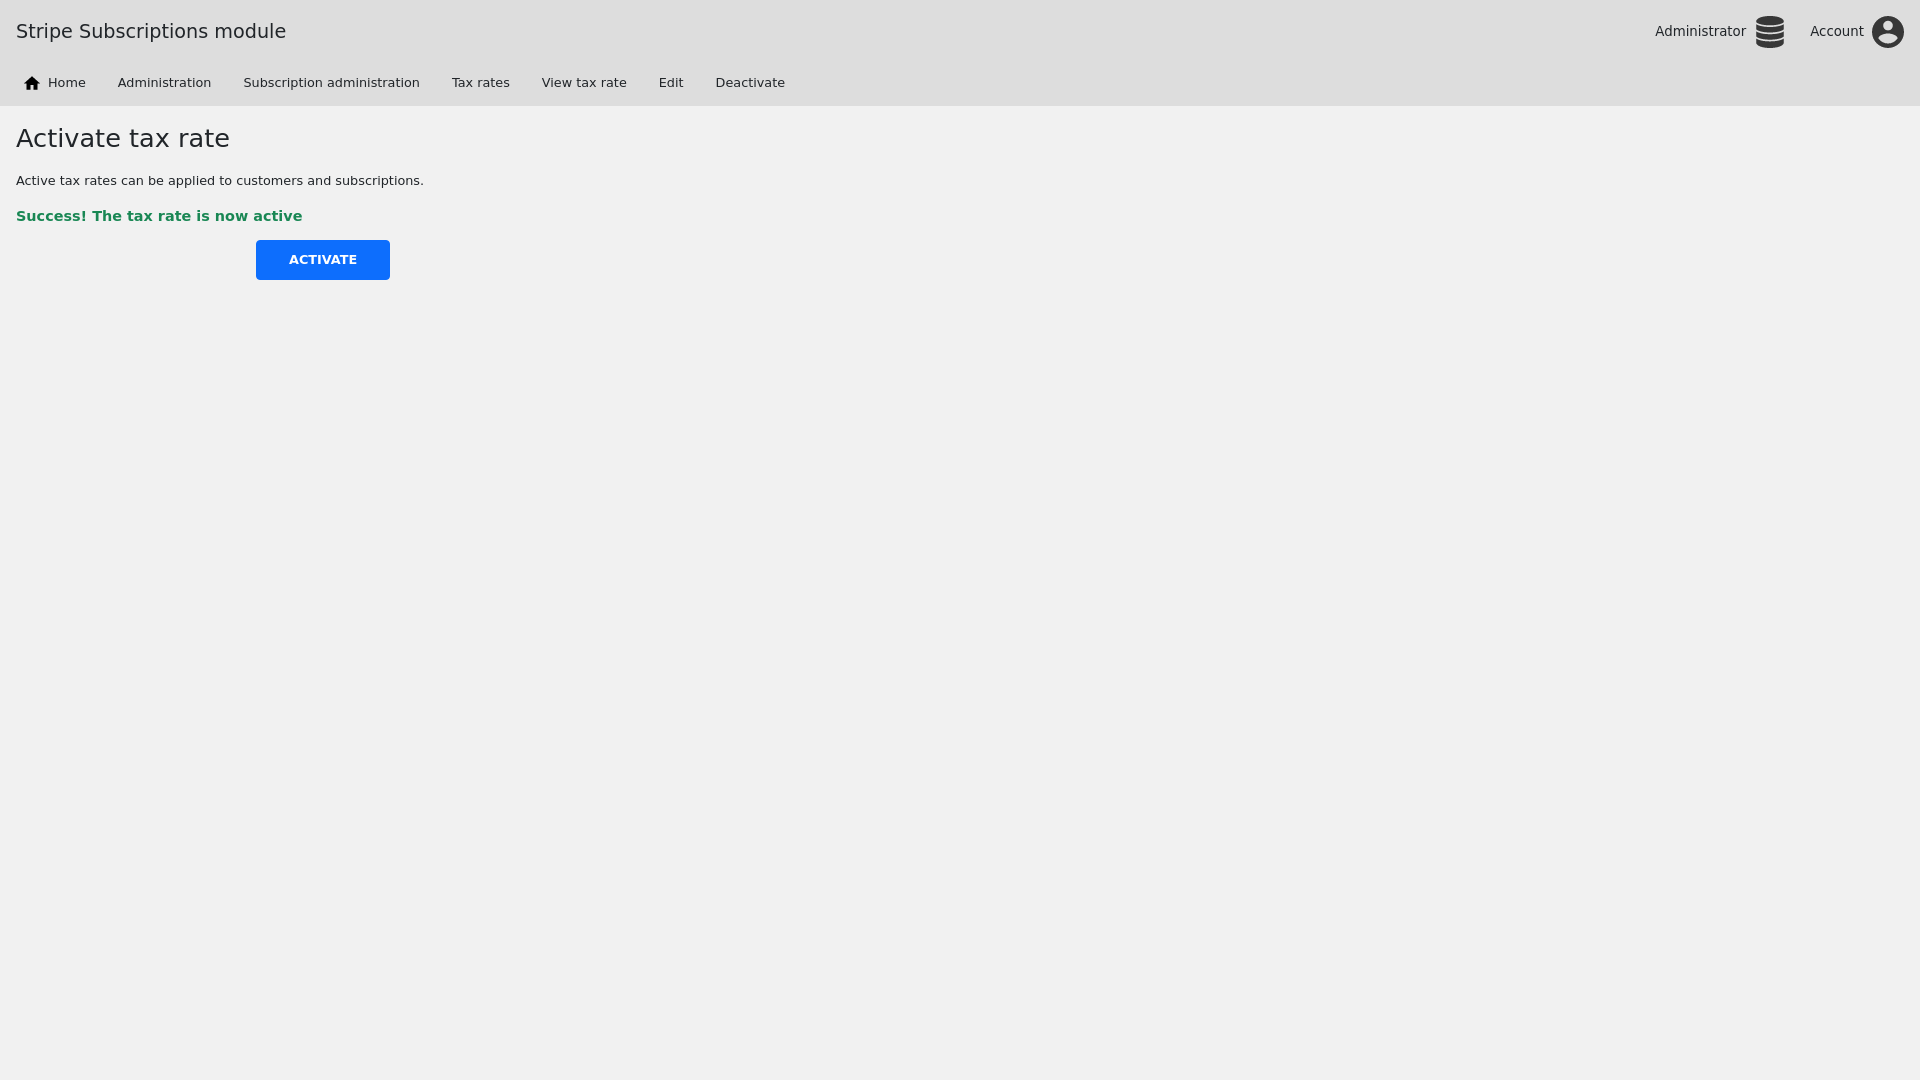 Stripe Subscriptions module
Administrator
Account
Home
Administration
Subscription administration
Tax rates
View tax rate
Edit
Deactivate
Activate tax rate
Active tax rates can be applied to customers and subscriptions.
Success! The tax rate is now active
ACTIVATE